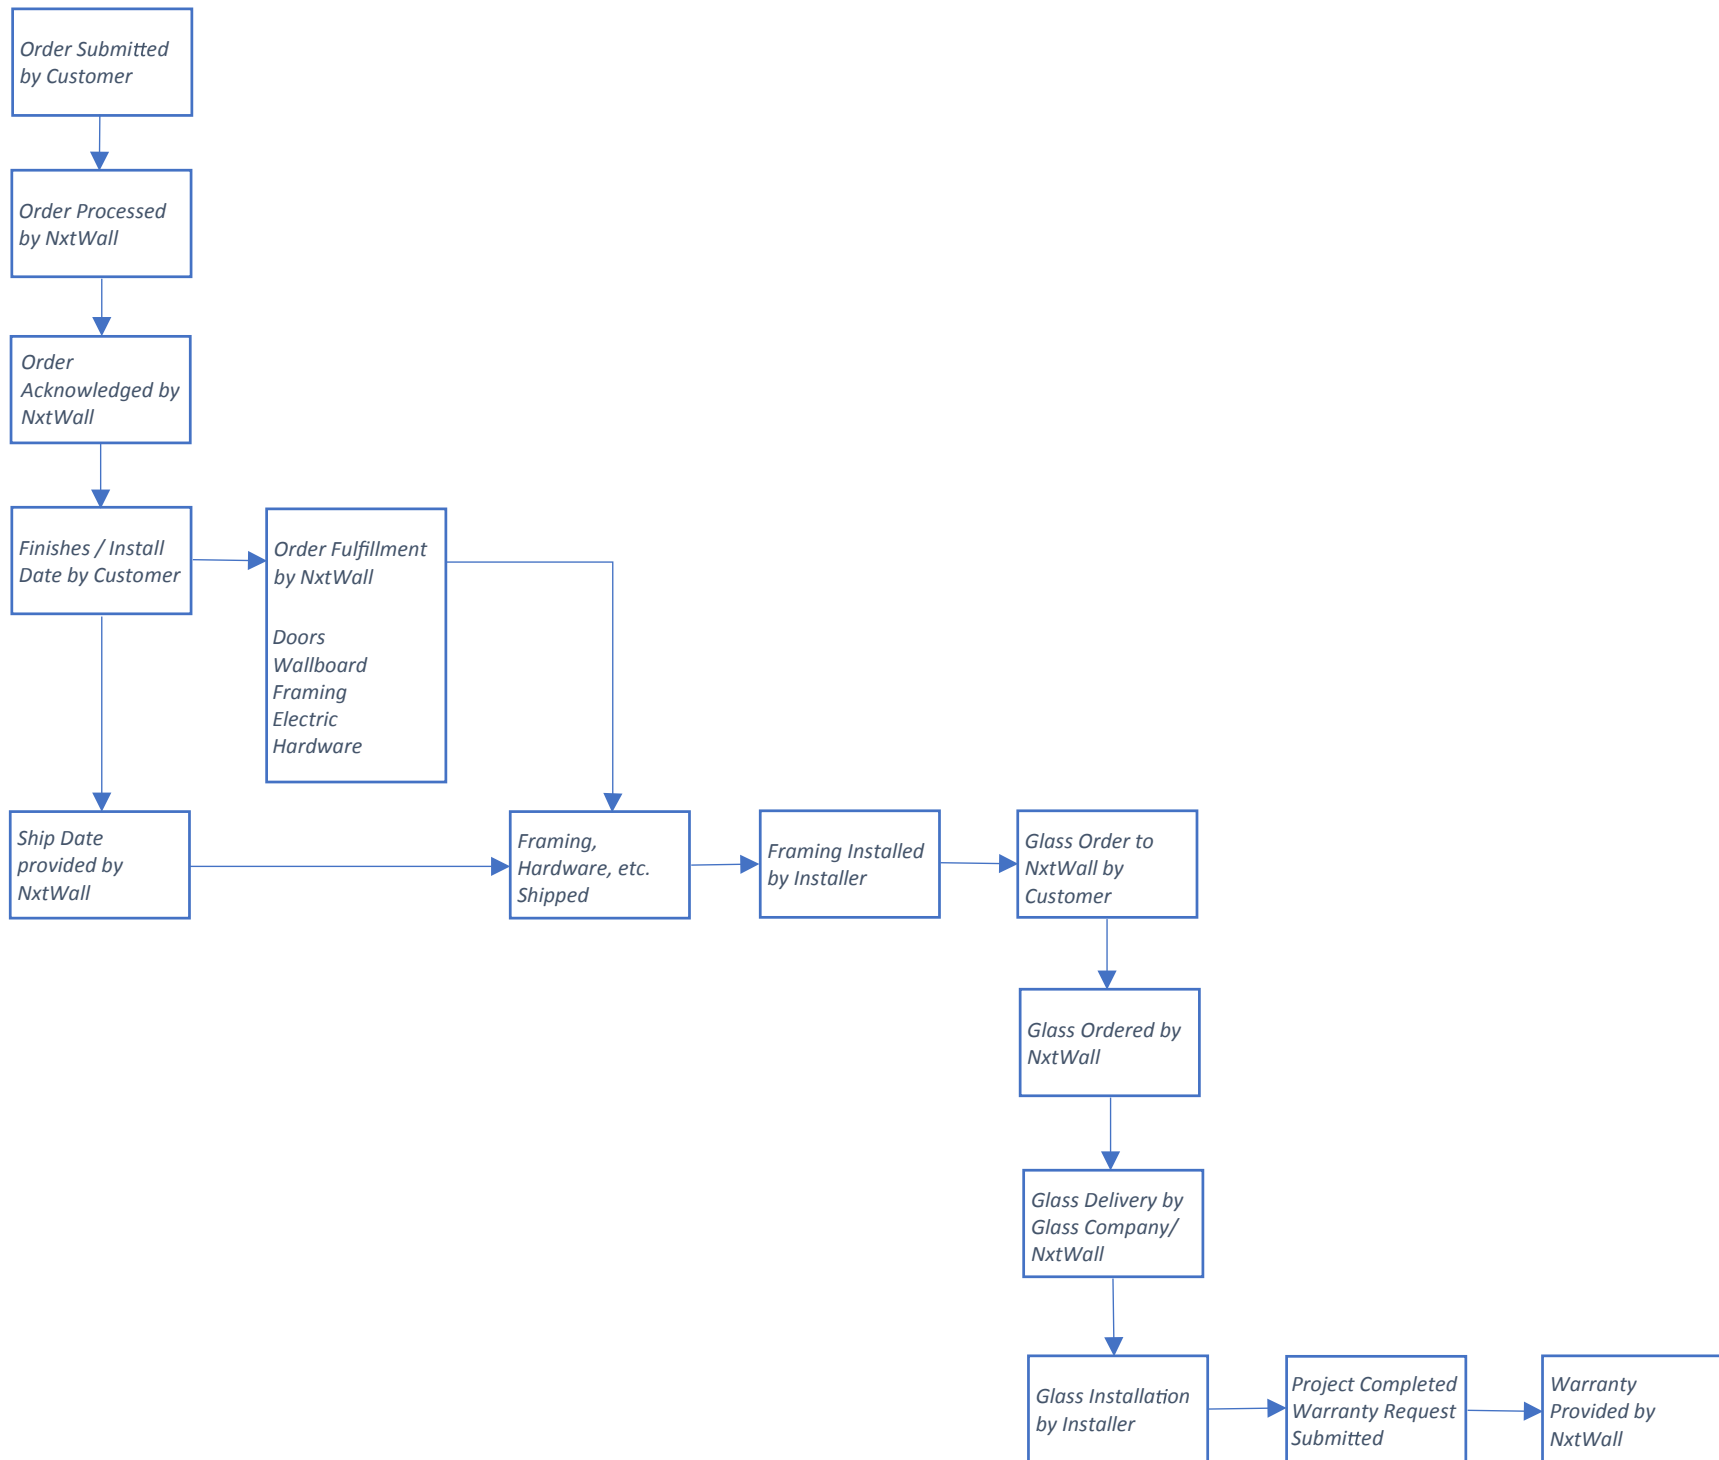 Order Submitted
by Customer
Order Processed
by NxtWall
Order
Acknowledged by
NxtWall
Finishes / Install
Date by Customer
Order Fulfillment
by NxtWall
Doors
Wallboard
Framing
Electric
Hardware
Ship Date
provided by
NxtWall
Framing,
Hardware, etc.
Shipped
Framing Installed
by Installer
Glass Order to
NxtWall by
Customer
Glass Ordered by
NxtWall
Glass Delivery by
Glass Company/
NxtWall
Glass Installation
by Installer
Project Completed
Warranty Request
Submitted
Warranty
Provided by
NxtWall